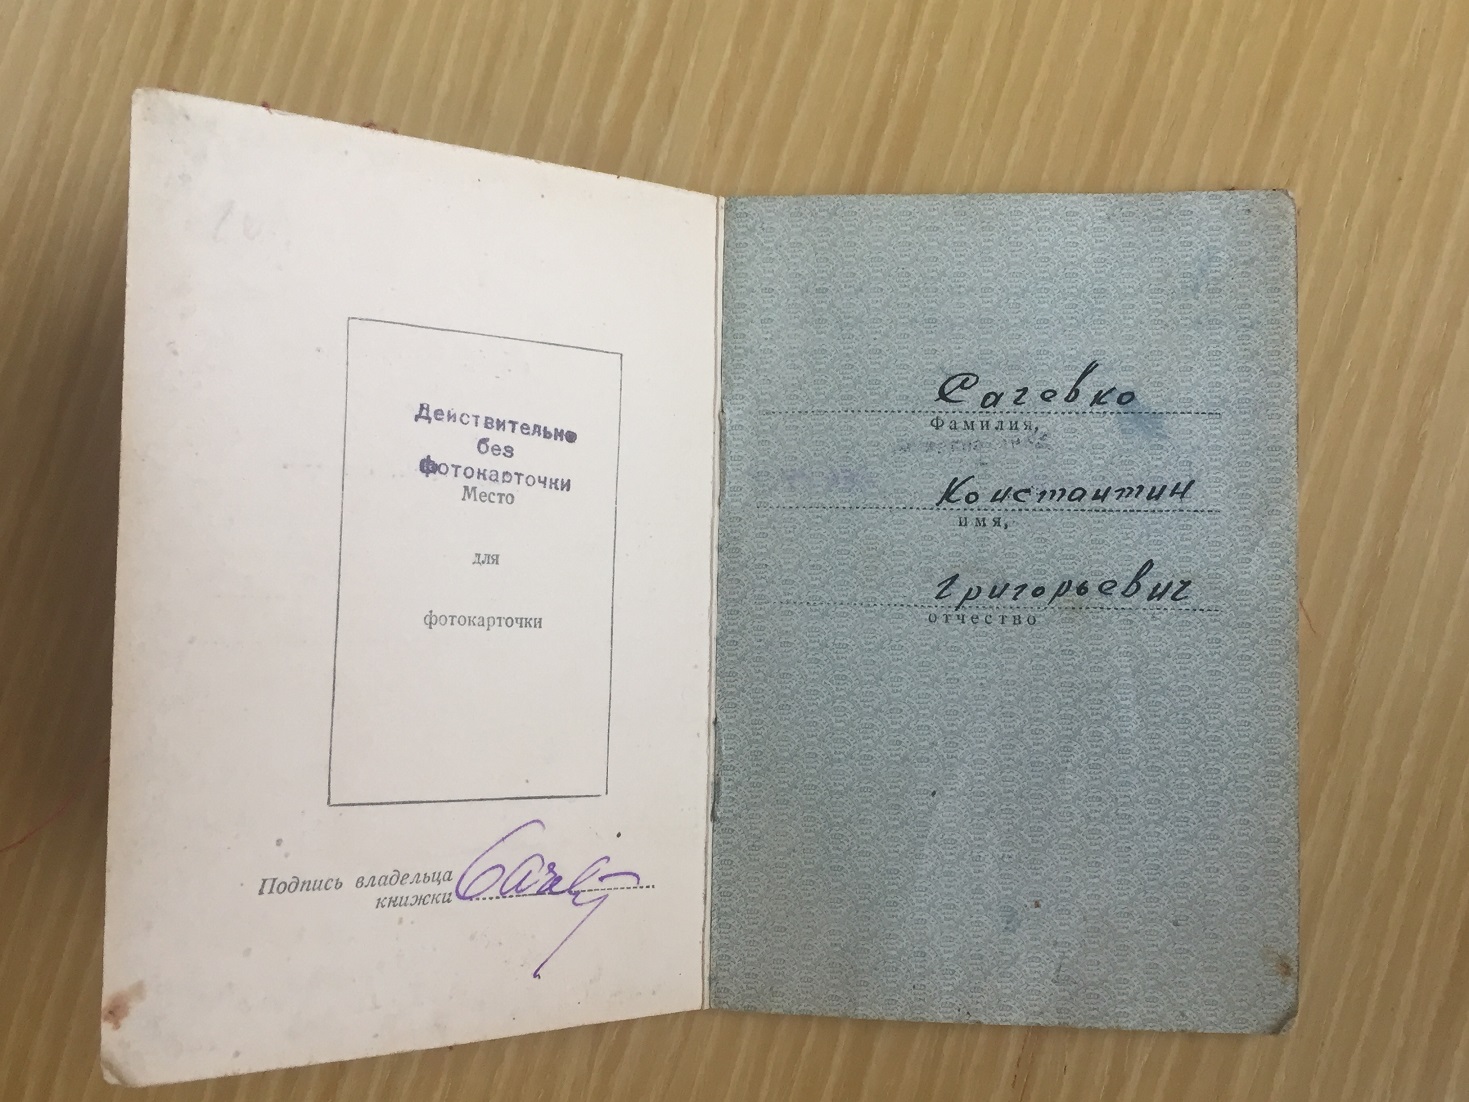 Действительно
без
фотокарточки
Место
для
фотокарточки
Подпись владельца
книжки
Сагевко
Фамилия,
Константин
имя,
Григорьевич
отчество